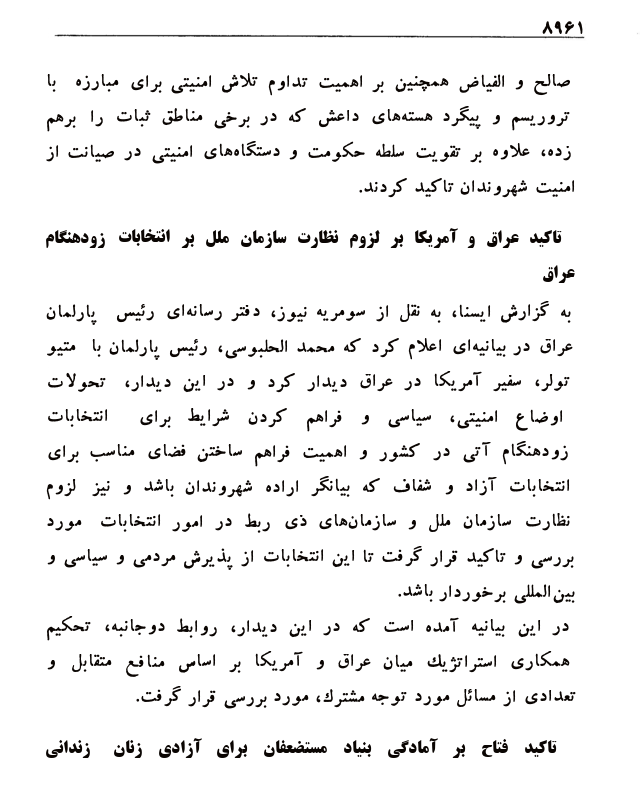 ۸۹۶۱
صالح و الفیاض همچنین بر اهمیت تداوم تلاش امنیتی برای مبارزه با
تروریسم و پیگرد هسته‌های داعش که در برخی مناطق ثبات را برهم
زده، علاوه بر تقویت سلطه حکومت و دستگاه‌های امنیتی در صیانت از
امنیت شهروندان تاکید کردند.
تاکید عراق و آمریکا بر لزوم نظارت سازمان ملل بر انتخابات زودهنگام
عراق
به گزارش ایسنا، به نقل از سومریه نیوز، دفتر رسانه‌ای رئیس پارلمان
عراق در بیانیه‌ای اعلام کرد که محمد الحلبوسی، رئیس پارلمان با متیو
تولر، سفیر آمریکا در عراق دیدار کرد و در این دیدار، تحولات
اوضاع امنیتی، سیاسی و فراهم کردن شرایط برای انتخابات
زودهنگام آتی در کشور و اهمیت فراهم ساختن فضای مناسب برای
انتخابات آزاد و شفاف که بیانگر اراده شهروندان باشد و نیز لزوم
نظارت سازمان ملل و سازمان‌های ذی ربط در امور انتخابات مورد
بررسی و تاکید قرار گرفت تا این انتخابات از پذیرش مردمی و سیاسی و
بین‌المللی برخوردار باشد.
در این بیانیه آمده است که در این دیدار، روابط دوجانبه، تحکیم
همکاری استراتژیك میان عراق و آمریکا بر اساس منافع متقابل و
تعدادی از مسائل مورد توجه مشترك، مورد بررسی قرار گرفت.
تاکید فتاح بر آمادگی بنیاد مستضعفان برای آزادی زنان زندانی